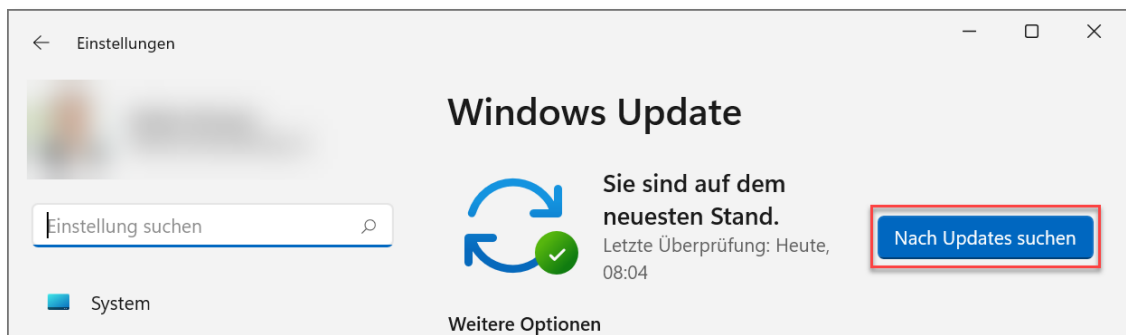 Einstellungen
Windows Update
Sie sind auf dem
neuesten Stand.
Letzte Überprüfung: Heute,
08:04
Nach Updates suchen
Einstellung suchen
System
Weitere Optionen